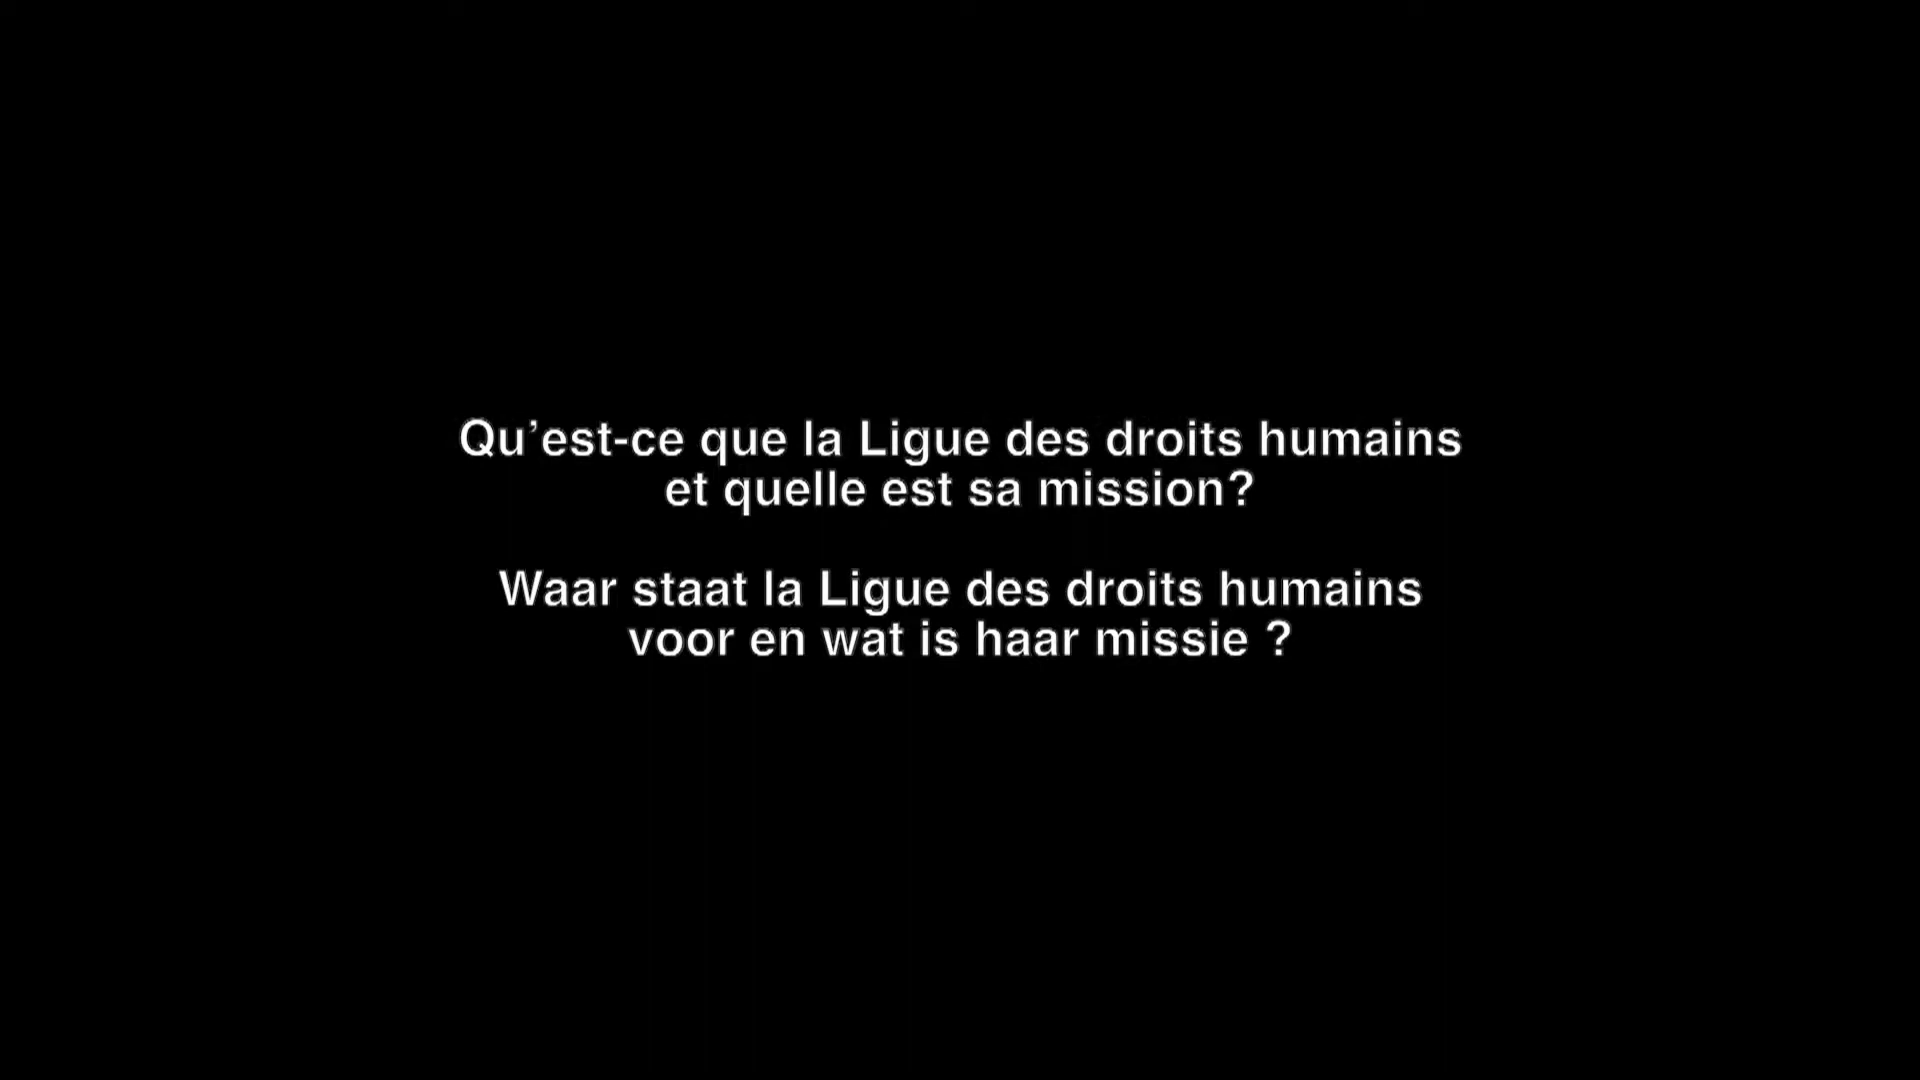 Qu’est-ce que la Ligue des droits humains
et quelle est sa mission?
Waar staat la Ligue des droits humains
voor en wat is haar missie ?